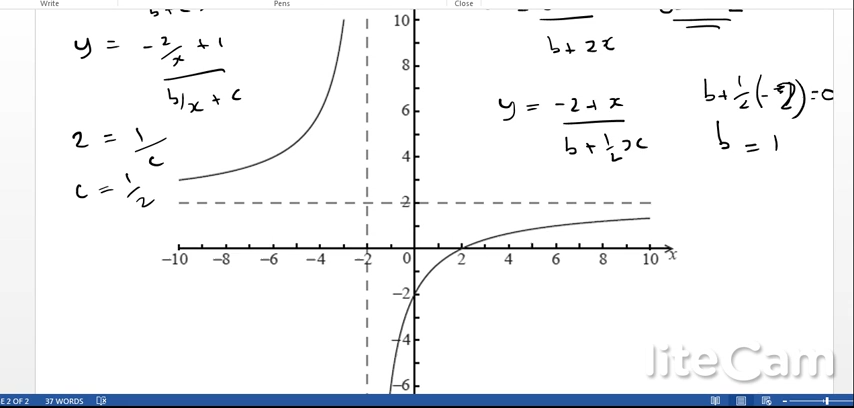 Write Pens Close
b + 2x
y = -2/x + 1
b/x + c
y = -2 + x
b + 1/2 x
b + 1/2 (-2) = 0
b = 1
2 = 1/c
c = 1/2
10
8
6
4
2
-10 -8 -6 -4 -2 0 2 4 6 8 10 x
-2
-4
-6
liteCam
E 2 OF 2 37 WORDS